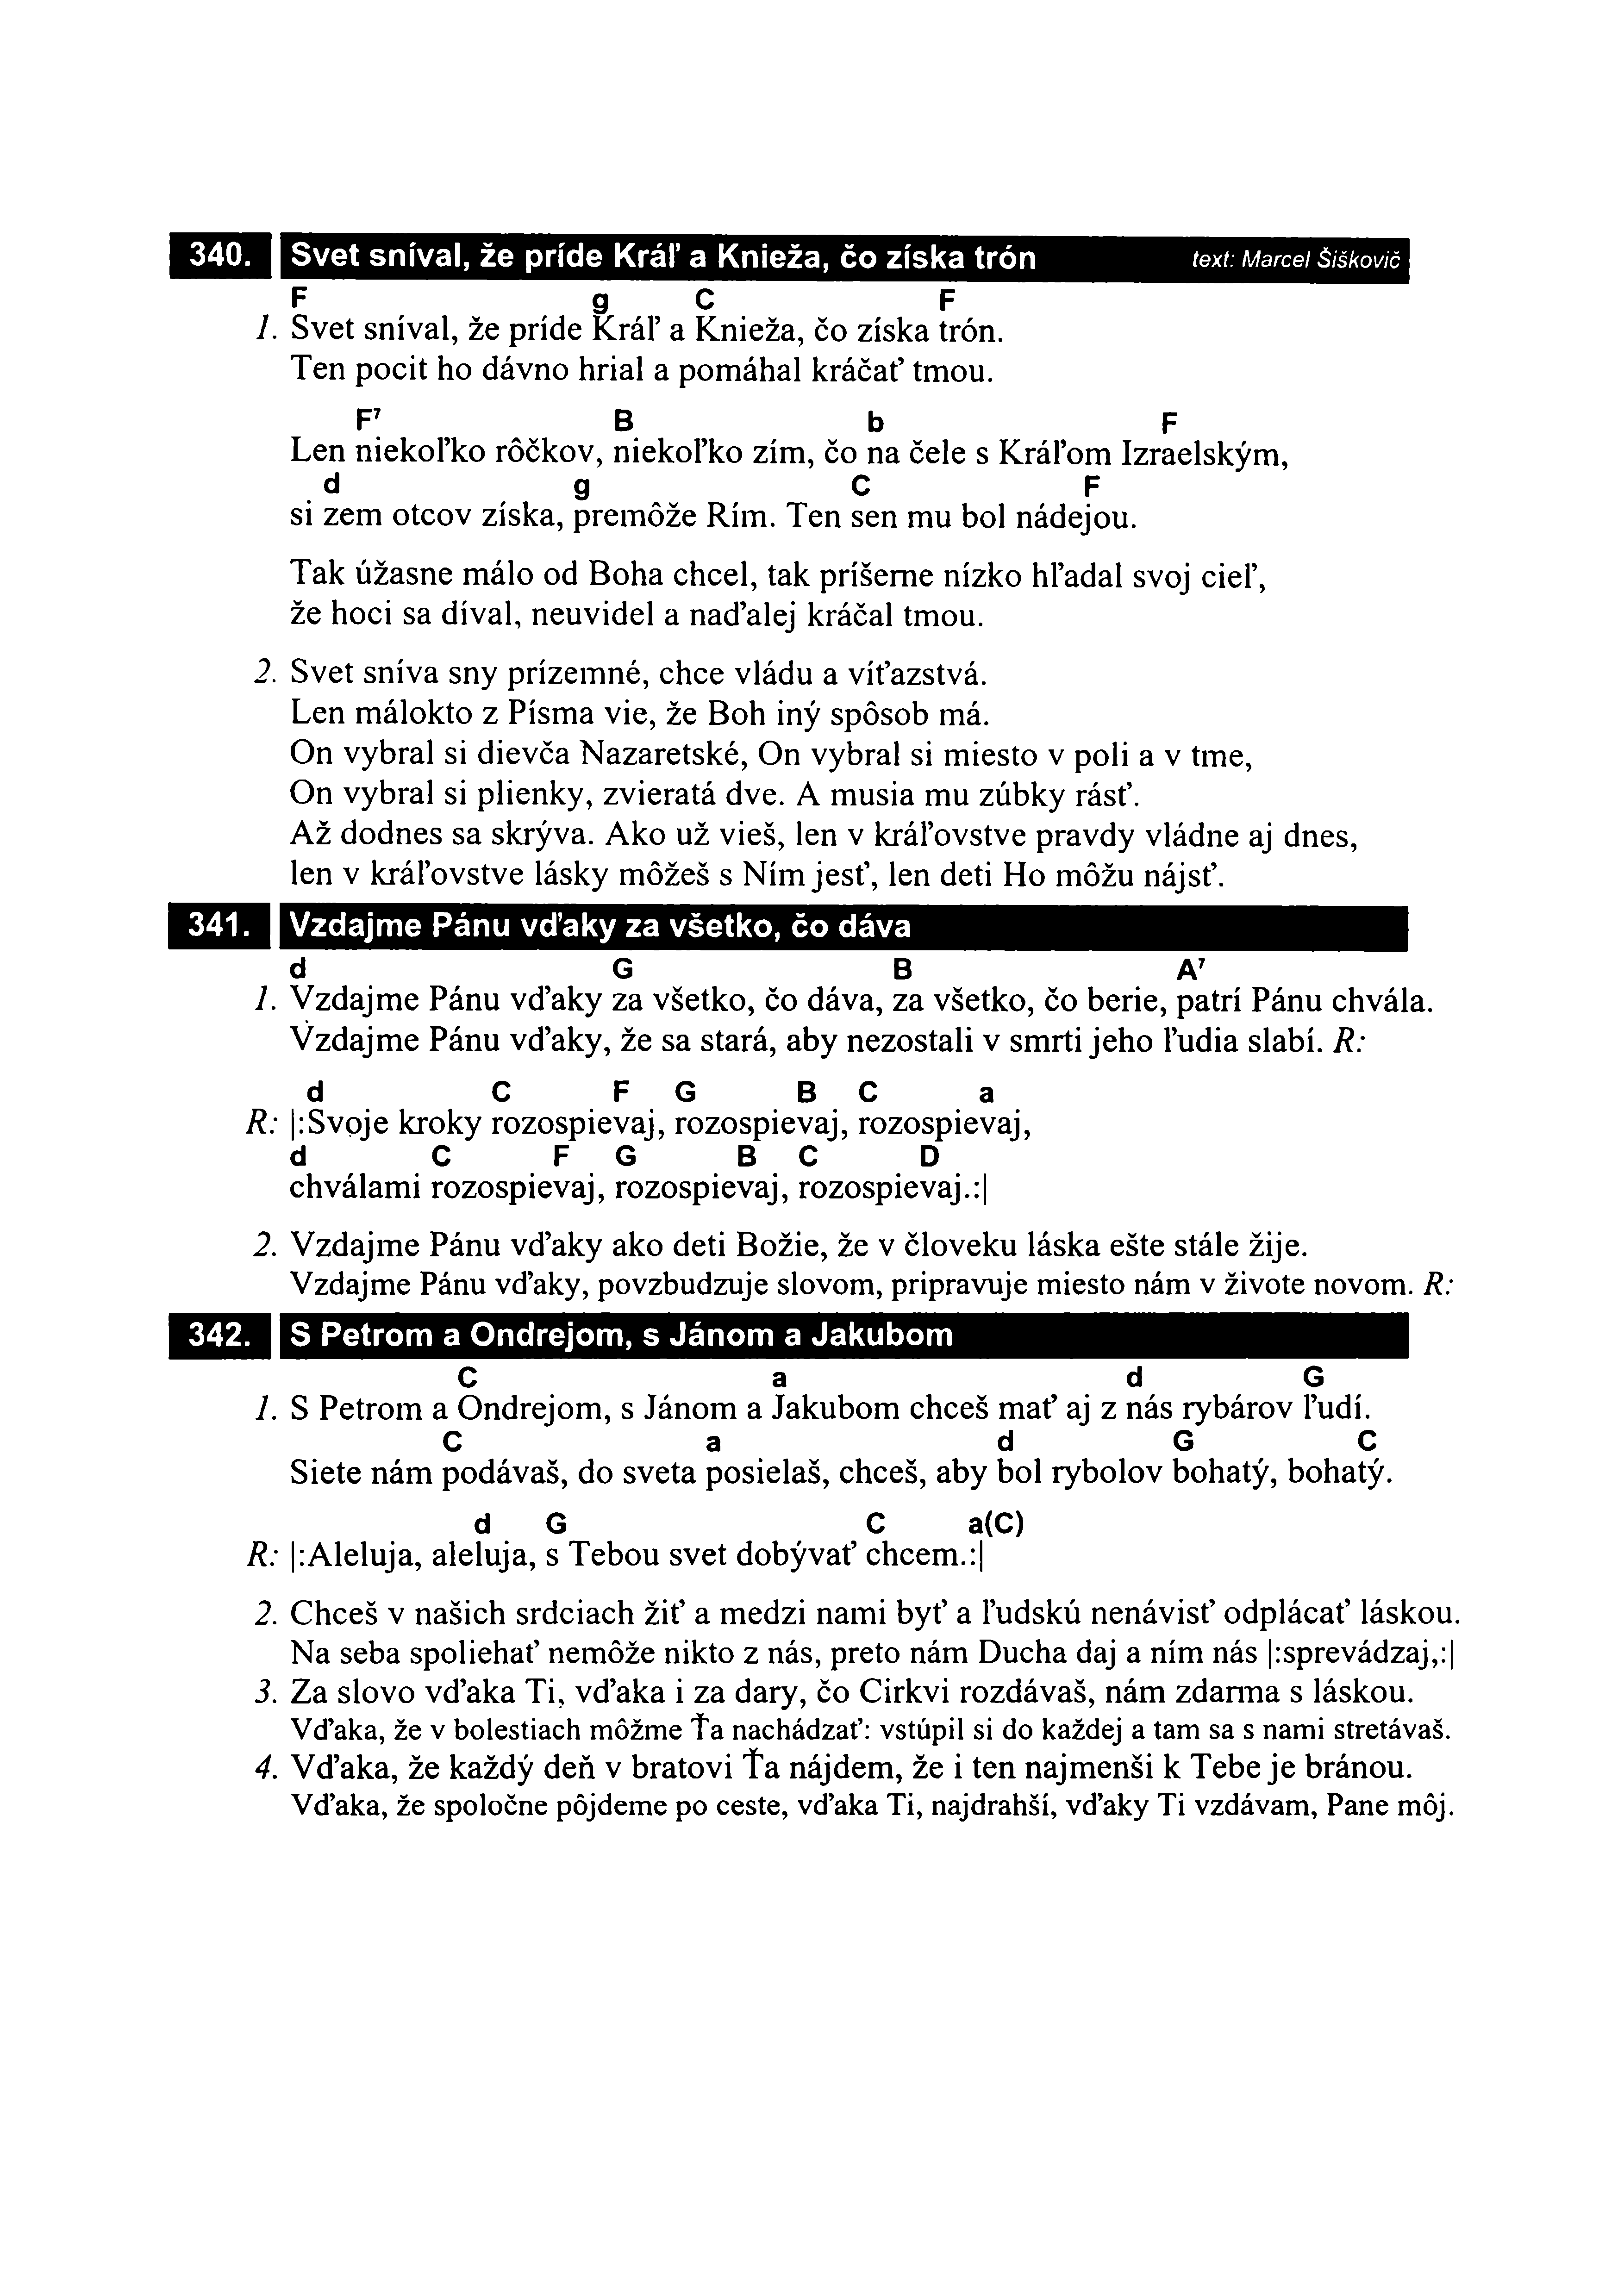 340. Svet sníval, že príde Kráľ a Knieža, čo získa trón text: Marcel Šiškovič
F g C F
1. Svet sníval, že príde Kráľ a Knieža, čo získa trón.
Ten pocit ho dávno hrial a pomáhal kráčať tmou.
F⁷ B b F
Len niekoľko rôčkov, niekoľko zím, čo na čele s Kráľom Izraelským,
d g C F
si zem otcov získa, premôže Rím. Ten sen mu bol nádejou.
Tak úžasne málo od Boha chcel, tak príšerne nízko hľadal svoj cieľ,
že hoci sa díval, neuvidel a naďalej kráčal tmou.
2. Svet sníva sny prízemné, chce vládu a víťazstvá.
Len málokto z Písma vie, že Boh iný spôsob má.
On vybral si dievča Nazaretské, On vybral si miesto v poli a v tme,
On vybral si plienky, zvieratá dve. A musia mu zúbky rásť.
Až dodnes sa skrýva. Ako už vieš, len v kráľovstve pravdy vládne aj dnes,
len v kráľovstve lásky môžeš s Ním jesť, len deti Ho môžu nájsť.
341. Vzdajme Pánu vďaky za všetko, čo dáva
d G B A⁷
1. Vzdajme Pánu vďaky za všetko, čo dáva, za všetko, čo berie, patrí Pánu chvála.
Vzdajme Pánu vďaky, že sa stará, aby nezostali v smrti jeho ľudia slabí. R:
d C F G B C a
R: |:Svoje kroky rozospievaj, rozospievaj, rozospievaj,
d C F G B C D
chválami rozospievaj, rozospievaj, rozospievaj.:|
2. Vzdajme Pánu vďaky ako deti Božie, že v človeku láska ešte stále žije.
Vzdajme Pánu vďaky, povzbudzuje slovom, pripravuje miesto nám v živote novom. R:
342. S Petrom a Ondrejom, s Jánom a Jakubom
C a d G
1. S Petrom a Ondrejom, s Jánom a Jakubom chceš mať aj z nás rybárov ľudí.
C a d G C
Siete nám podávaš, do sveta posielaš, chceš, aby bol rybolov bohatý, bohatý.
d G C a(C)
R: |:Aleluja, aleluja, s Tebou svet dobývať chcem.:|
2. Chceš v našich srdciach žiť a medzi nami byť a ľudskú nenávisť odplácať láskou.
Na seba spoliehať nemôže nikto z nás, preto nám Ducha daj a ním nás |:sprevádzaj,:|
3. Za slovo vďaka Ti, vďaka i za dary, čo Cirkvi rozdávaš, nám zdarma s láskou.
Vďaka, že v bolestiach môžme Ťa nachádzať: vstúpil si do každej a tam sa s nami stretávaš.
4. Vďaka, že každý deň v bratovi Ťa nájdem, že i ten najmenši k Tebe je bránou.
Vďaka, že spoločne pôjdeme po ceste, vďaka Ti, najdrahší, vďaky Ti vzdávam, Pane môj.